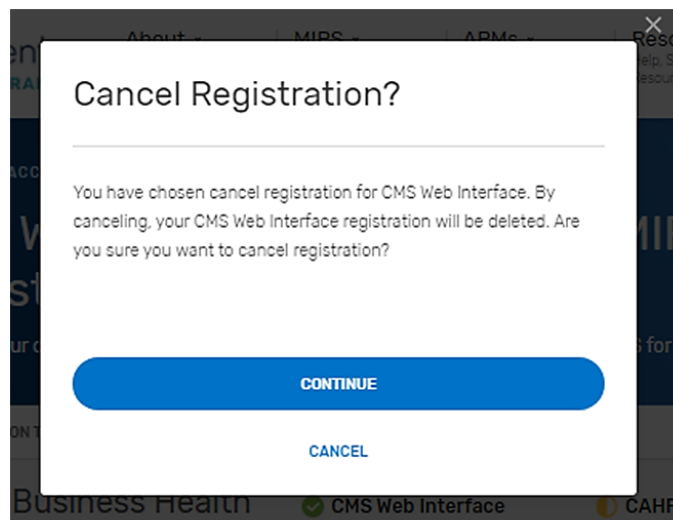 About
MIPS
APMs
Cancel Registration?
You have chosen cancel registration for CMS Web Interface. By
canceling, your CMS Web Interface registration will be deleted. Are
you sure you want to cancel registration?
CONTINUE
CANCEL
Business Health
CMS Web Interface